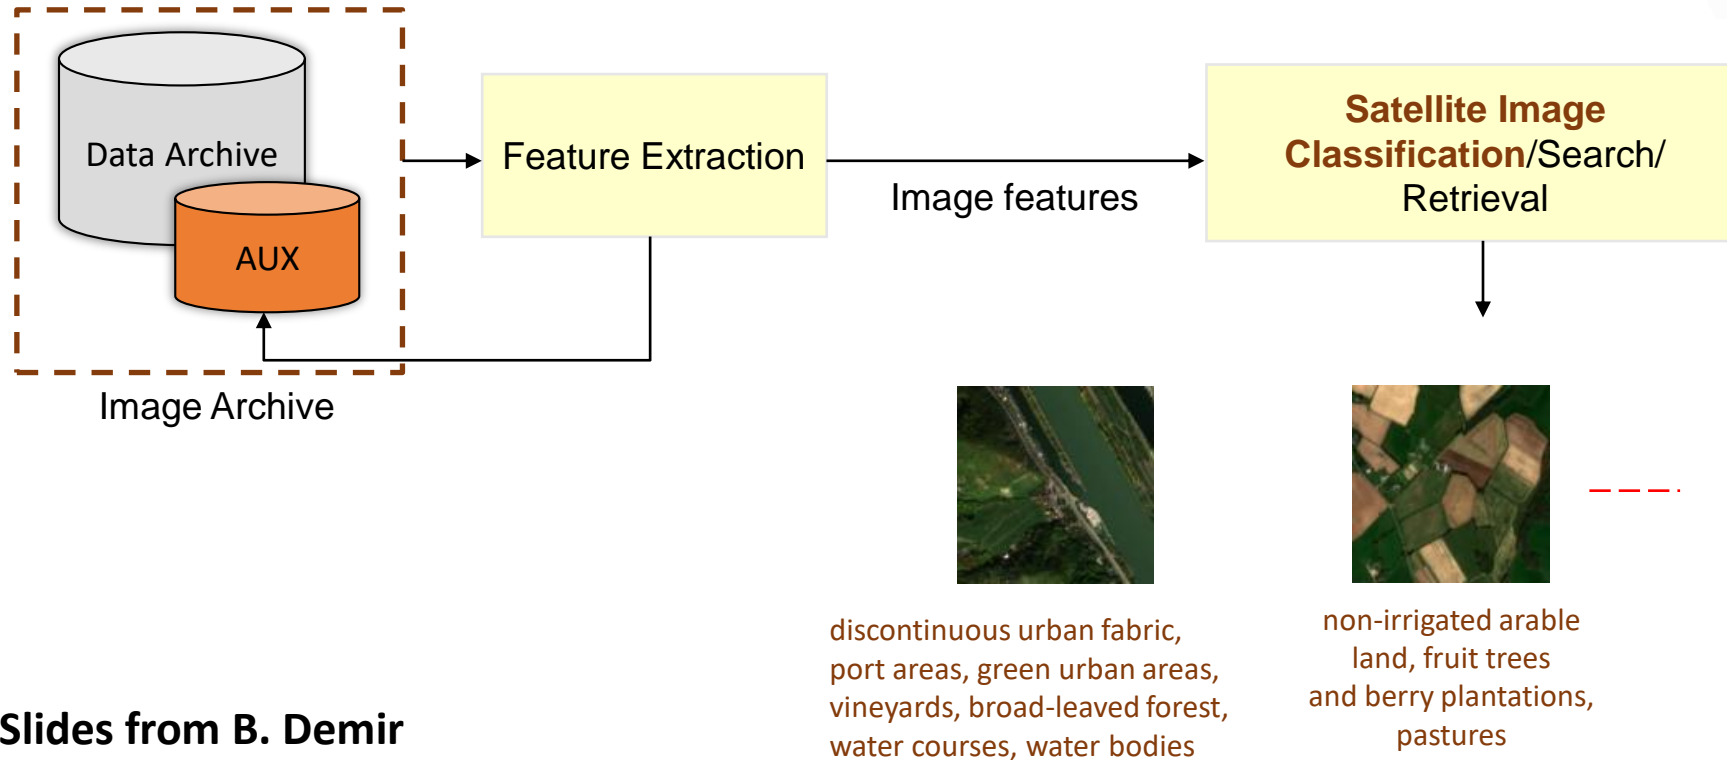 Data Archive
AUX
Image Archive
Feature Extraction
Image features
Satellite Image
Classification/Search/
Retrieval
discontinuous urban fabric,
port areas, green urban areas,
vineyards, broad-leaved forest,
water courses, water bodies
non-irrigated arable
land, fruit trees
and berry plantations,
pastures
Slides from B. Demir